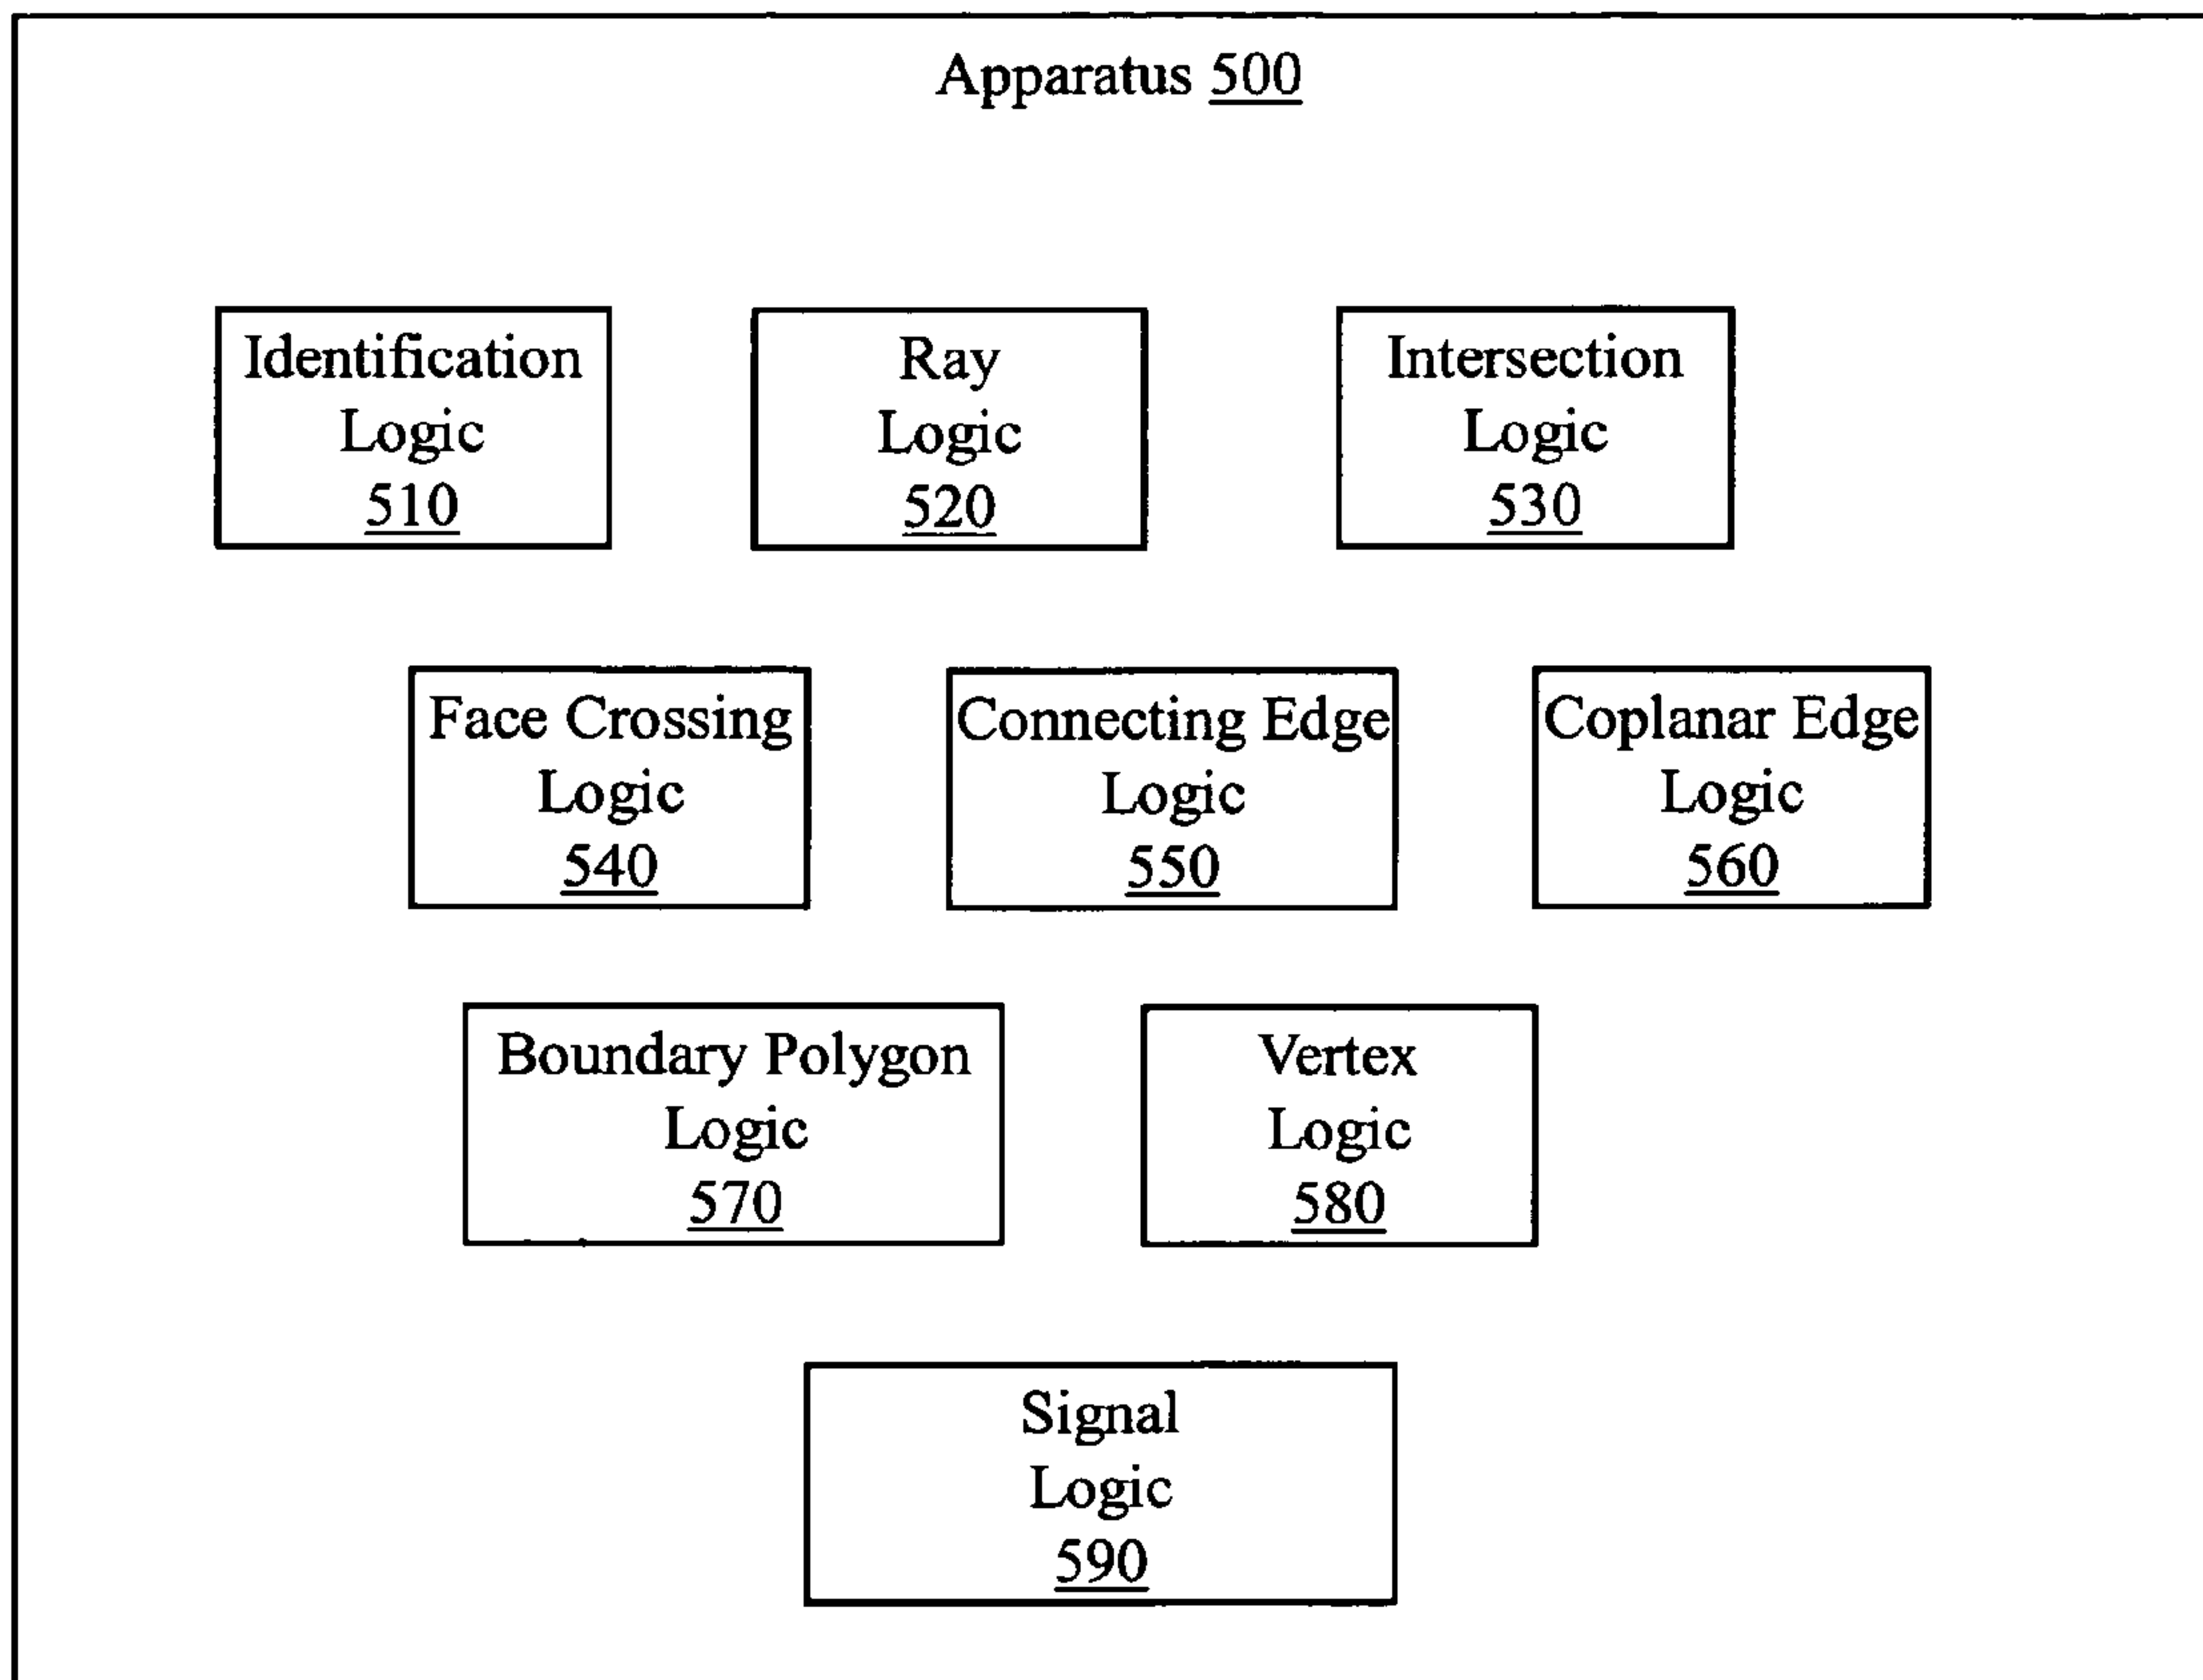 Apparatus 500
Identification
Logic
510
Ray
Logic
520
Intersection
Logic
530
Face Crossing
Logic
540
Connecting Edge
Logic
550
Coplanar Edge
Logic
560
Boundary Polygon
Logic
570
Vertex
Logic
580
Signal
Logic
590